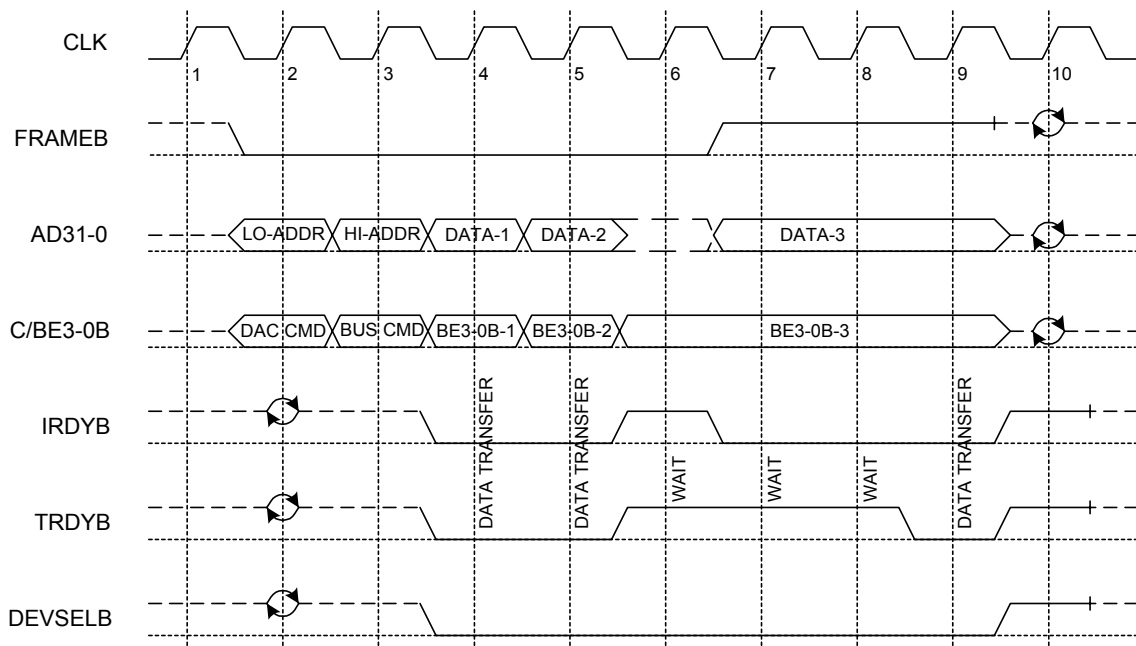 CLK
1 2 3 4 5 6 7 8 9 10
FRAMEB
AD31-0
LO-ADDR HI-ADDR DATA-1 DATA-2 DATA-3
C/BE3-0B
DAC CMD BUS CMD BE3-0B-1 BE3-0B-2 BE3-0B-3
IRDYB
DATA TRANSFER
DATA TRANSFER
WAIT
WAIT
WAIT
DATA TRANSFER
TRDYB
DEVSELB